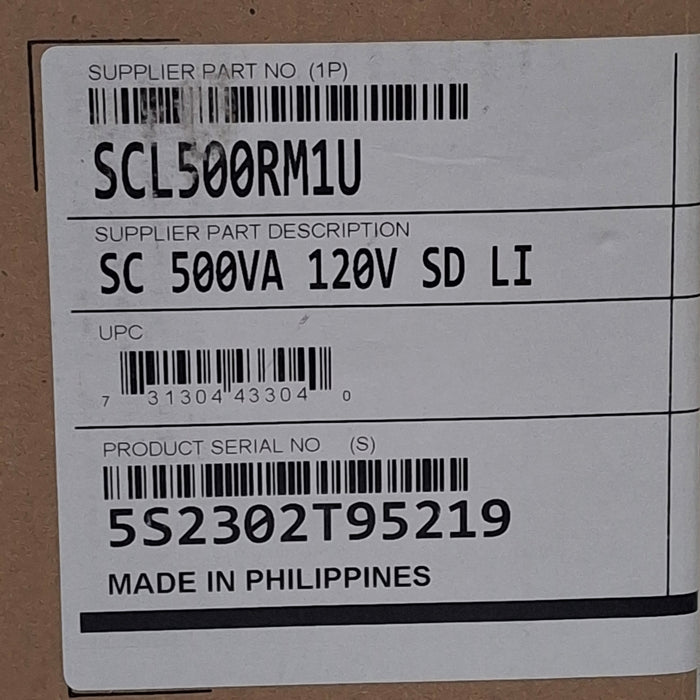 SUPPLIER PART NO (1P)
SCL500RM1U
SUPPLIER PART DESCRIPTION
SC 500VA 120V SD LI
UPC
7 31304 43304 0
PRODUCT SERIAL NO (S)
5S2302T95219
MADE IN PHILIPPINES